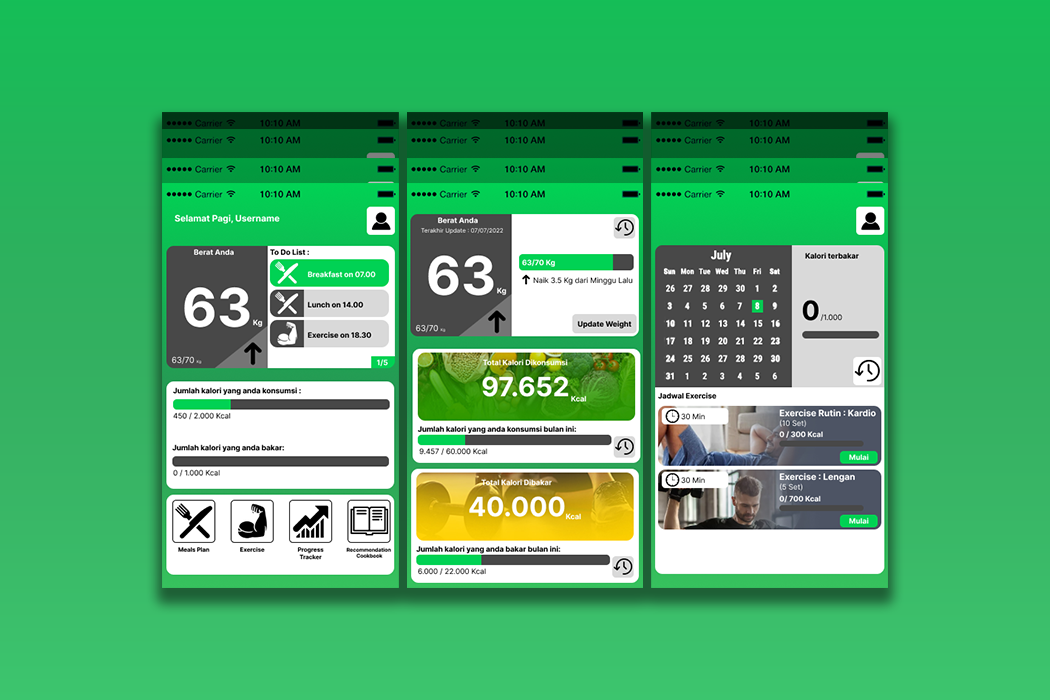 Carrier 10:10 AM
Carrier 10:10 AM
Carrier 10:10 AM
Carrier 10:10 AM
Selamat Pagi, Username
Berat Anda
63 Kg
63/70 Kg
To Do List :
Breakfast on 07.00
Lunch on 14.00
Exercise on 18.30
1/5
Jumlah kalori yang anda konsumsi :
450 / 2.000 Kcal
Jumlah kalori yang anda bakar:
0 / 1.000 Kcal
Meals Plan
Exercise
Progress
Tracker
Recommendation
Cookbook
Carrier 10:10 AM
Carrier 10:10 AM
Carrier 10:10 AM
Carrier 10:10 AM
Berat Anda
Terakhir Update : 07/07/2022
63 Kg
63/70 Kg
63/70 Kg
Naik 3.5 Kg dari Minggu Lalu
Update Weight
Total Kalori Dikonsumsi
97.652 Kcal
Jumlah kalori yang anda konsumsi bulan ini:
9.457 / 60.000 Kcal
Total Kalori Dibakar
40.000 Kcal
Jumlah kalori yang anda bakar bulan ini:
6.000 / 22.000 Kcal
Carrier 10:10 AM
Carrier 10:10 AM
Carrier 10:10 AM
Carrier 10:10 AM
July
Sun Mon Tue Wed Thu Fri Sat
26 27 28 29 30 1 2
3 4 5 6 7 8 9
10 11 12 13 14 15 16
17 18 19 20 21 22 23
24 25 26 27 28 29 30
31 1 2 3 4 5 6
Kalori terbakar
0 /1.000
Jadwal Exercise
30 Min
Exercise Rutin : Kardio
(10 Set)
0 / 300 Kcal
Mulai
30 Min
Exercise : Lengan
(5 Set)
0/ 700 Kcal
Mulai